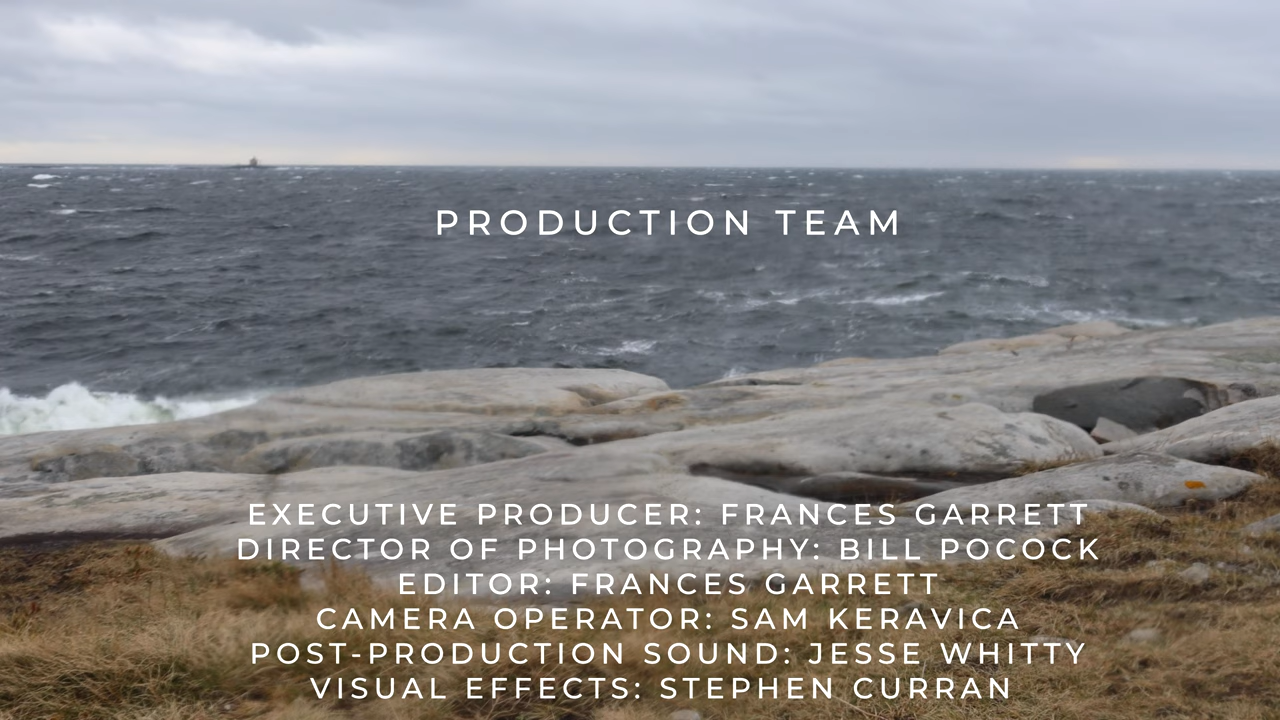 PRODUCTION TEAM
EXECUTIVE PRODUCER: FRANCES GARRETT
DIRECTOR OF PHOTOGRAPHY: BILL POCOCK
EDITOR: FRANCES GARRETT
CAMERA OPERATOR: SAM KERAVICA
POST-PRODUCTION SOUND: JESSE WHITTY
VISUAL EFFECTS: STEPHEN CURRAN